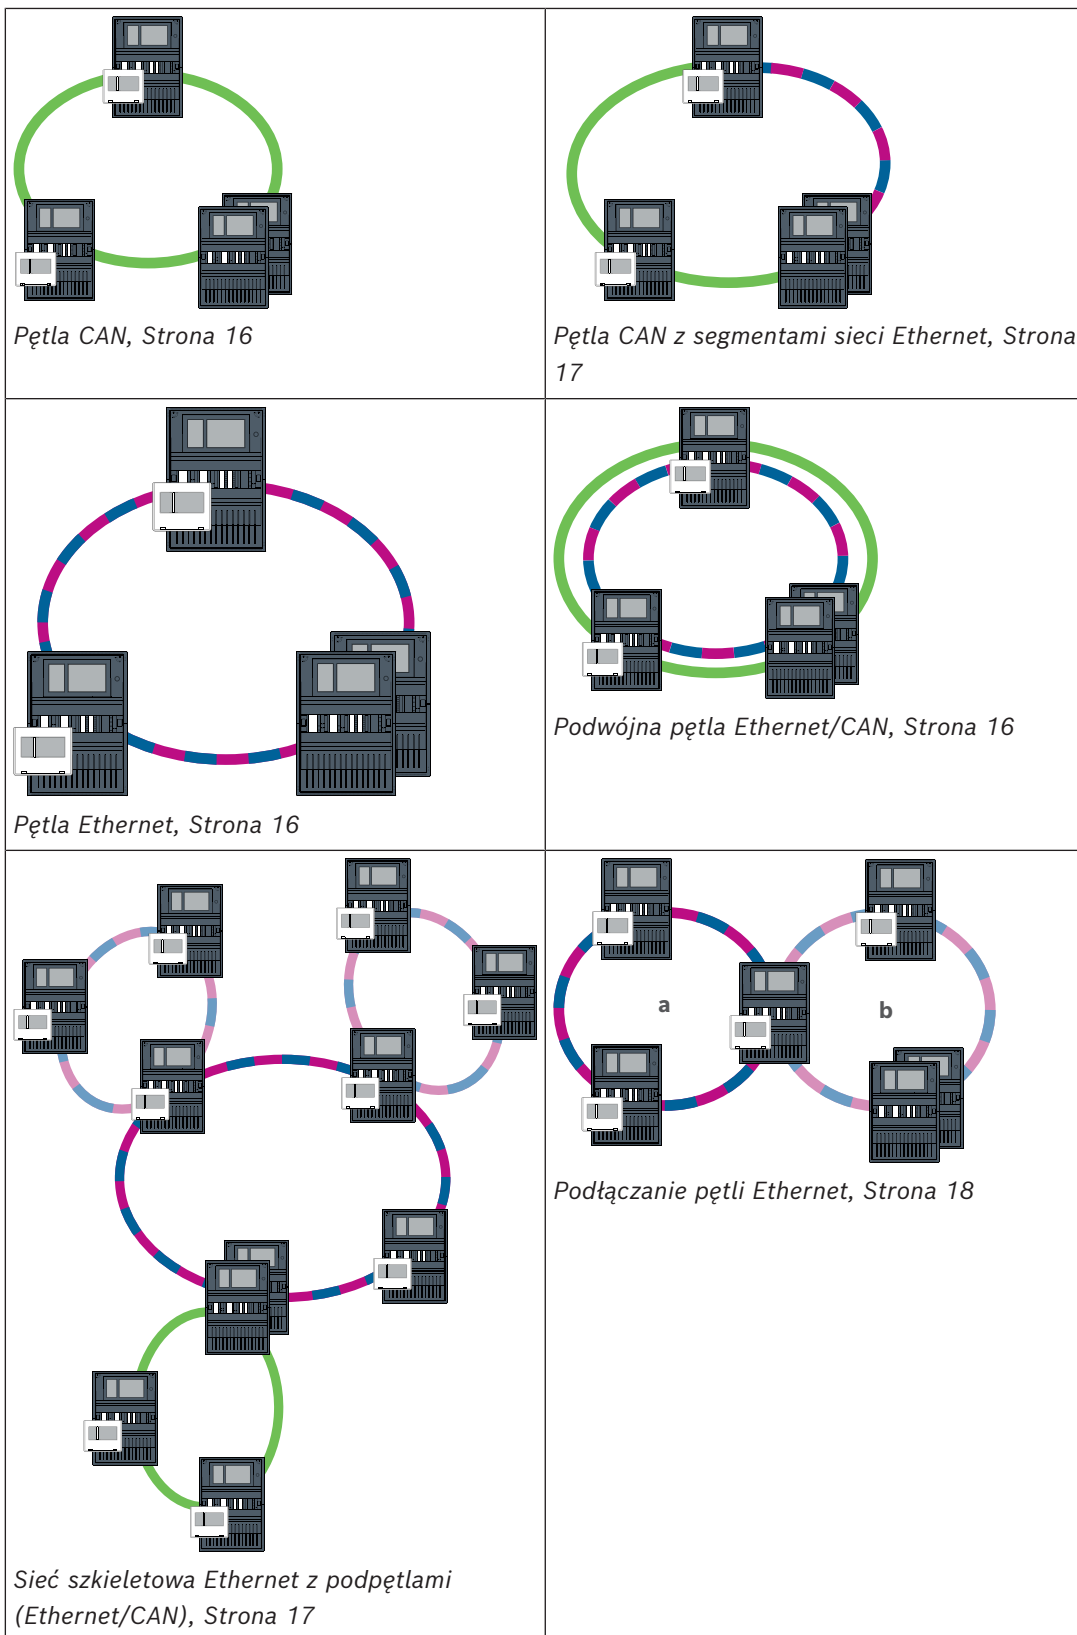 Pętla CAN, Strona 16
Pętla CAN z segmentami sieci Ethernet, Strona
17
Pętla Ethernet, Strona 16
Podwójna pętla Ethernet/CAN, Strona 16
Sieć szkieletowa Ethernet z podpętlami
(Ethernet/CAN), Strona 17
a
b
Podłączanie pętli Ethernet, Strona 18